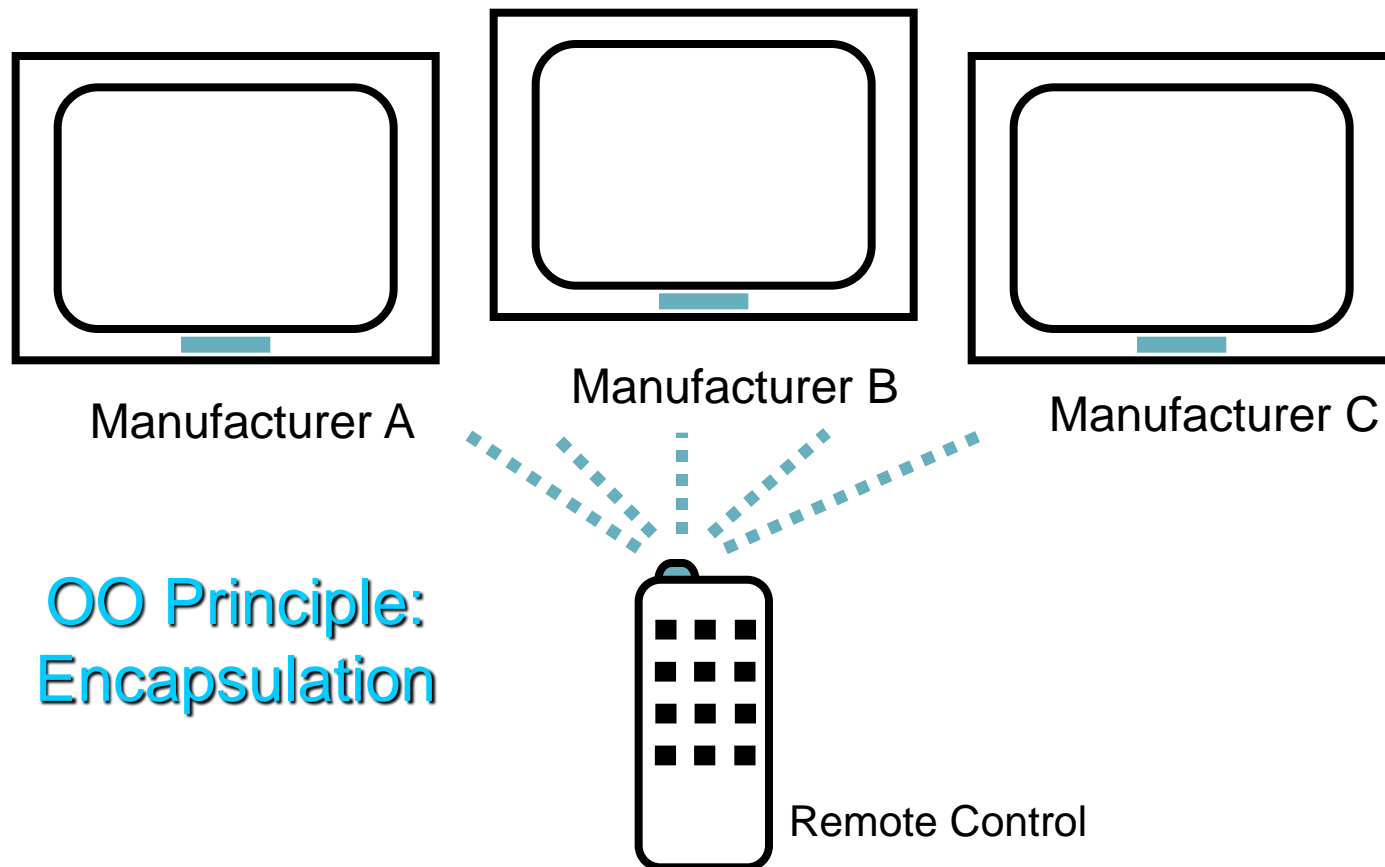 Manufacturer A
Manufacturer B
Manufacturer C
OO Principle:
Encapsulation
Remote Control